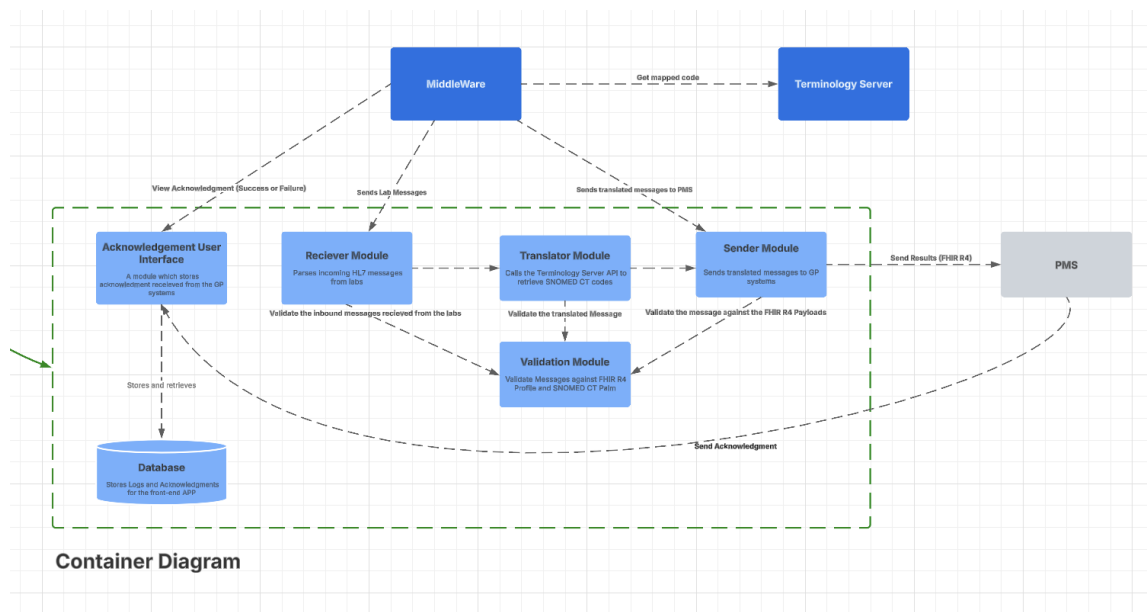 MiddleWare
Get mapped code
Terminology Server
View Acknowledgment (Success or Failure)
Sends Lab Messages
Sends translated messages to PMS
Acknowledgement User
Interface
A module which stores
acknowledment recieved from the GP
systems
Reciever Module
Parses incoming HL7 messages
from labs
Translator Module
Calls the Terminology Server API to
retrieve SNOMED CT codes
Sender Module
Sends translated messages to GP
systems
Send Results (FHIR R4)
PMS
Validate the inbound messages recieved from the labs
Validate the translated Message
Validate the message against the FHIR R4 Payloads
Validation Module
Validate Messages against FHIR R4
Profile and SNOMED CT Palm
Stores and retrieves
Send Acknowledgment
Database
Stores Logs and Acknowledgments
for the front-end APP
Container Diagram